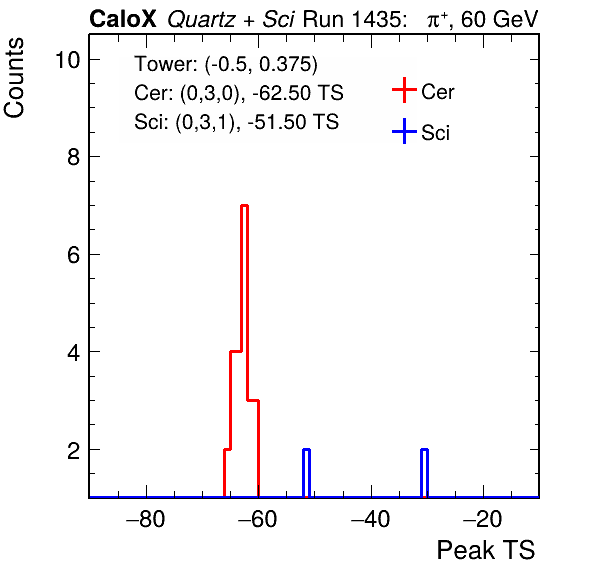 CaloX Quartz + Sci Run 1435: π⁺, 60 GeV
Counts
Tower: (-0.5, 0.375)
Cer: (0,3,0), -62.50 TS
Sci: (0,3,1), -51.50 TS
Cer
Sci
10
8
6
4
2
−80 −60 −40 −20
Peak TS